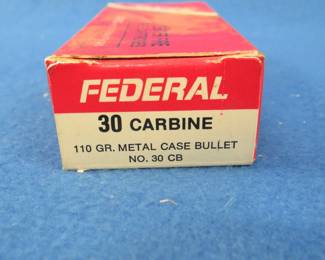 FEDERAL
30 CARBINE
110 GR. METAL CASE BULLET
NO. 30 CB